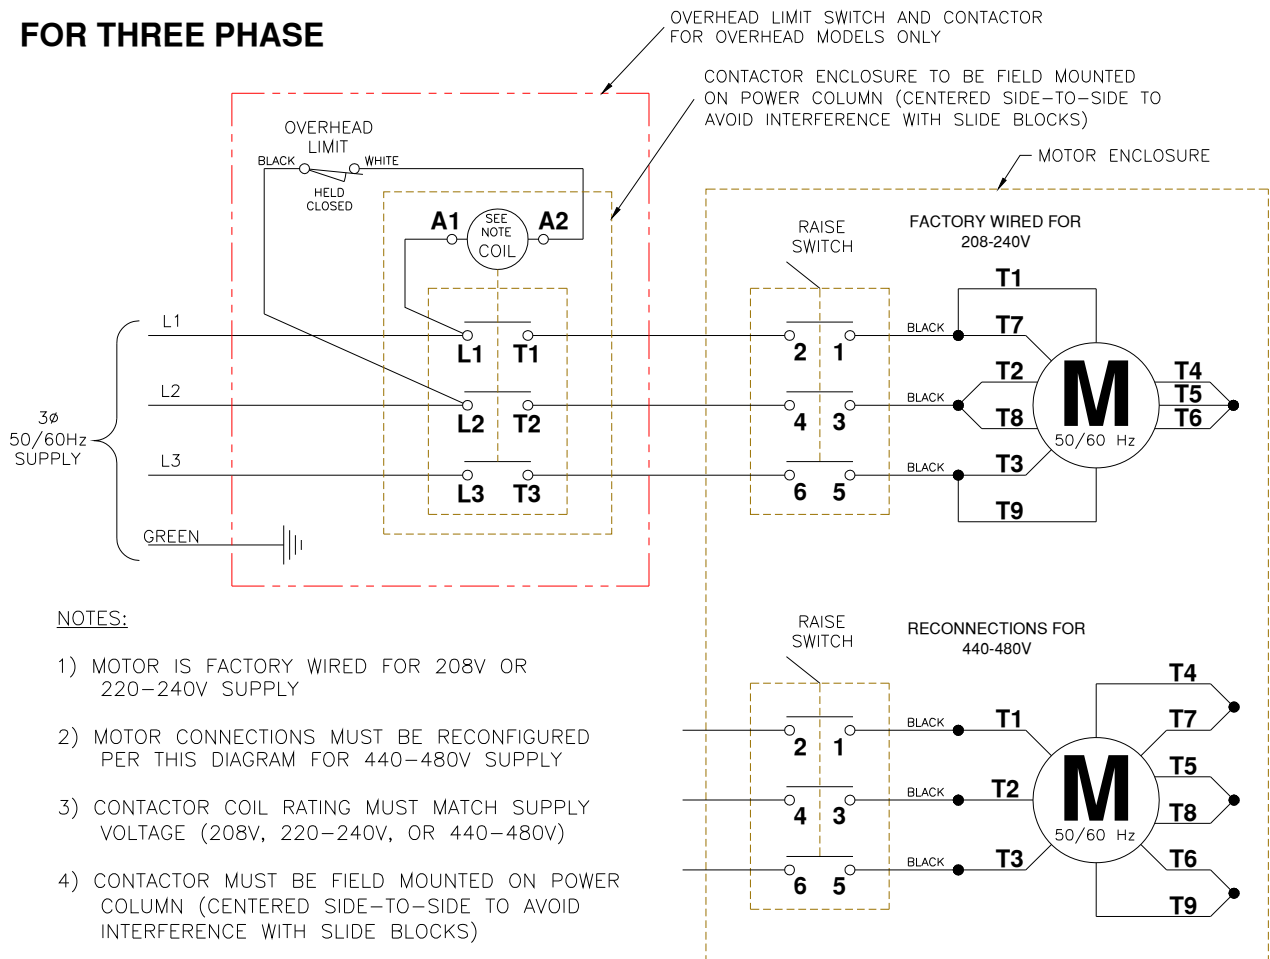 FOR THREE PHASE
OVERHEAD LIMIT SWITCH AND CONTACTOR
FOR OVERHEAD MODELS ONLY
CONTACTOR ENCLOSURE TO BE FIELD MOUNTED
ON POWER COLUMN (CENTERED SIDE-TO-SIDE TO
AVOID INTERFERENCE WITH SLIDE BLOCKS)
MOTOR ENCLOSURE
OVERHEAD
LIMIT
BLACK
WHITE
HELD
CLOSED
A1
SEE
NOTE
COIL
A2
RAISE
SWITCH
FACTORY WIRED FOR
208-240V
3ø
50/60Hz
SUPPLY
L1
L2
L3
GREEN
L1 T1
L2 T2
L3 T3
2 1
4 3
6 5
BLACK
BLACK
BLACK
T1
T7
T2
T8
T3
T9
M
50/60 Hz
T4
T5
T6
NOTES:
1) MOTOR IS FACTORY WIRED FOR 208V OR
220-240V SUPPLY
2) MOTOR CONNECTIONS MUST BE RECONFIGURED
PER THIS DIAGRAM FOR 440-480V SUPPLY
3) CONTACTOR COIL RATING MUST MATCH SUPPLY
VOLTAGE (208V, 220-240V, OR 440-480V)
4) CONTACTOR MUST BE FIELD MOUNTED ON POWER
COLUMN (CENTERED SIDE-TO-SIDE TO AVOID
INTERFERENCE WITH SLIDE BLOCKS)
RAISE
SWITCH
RECONNECTIONS FOR
440-480V
2 1
4 3
6 5
BLACK
BLACK
BLACK
T1
T2
T3
M
50/60 Hz
T4
T7
T5
T8
T6
T9